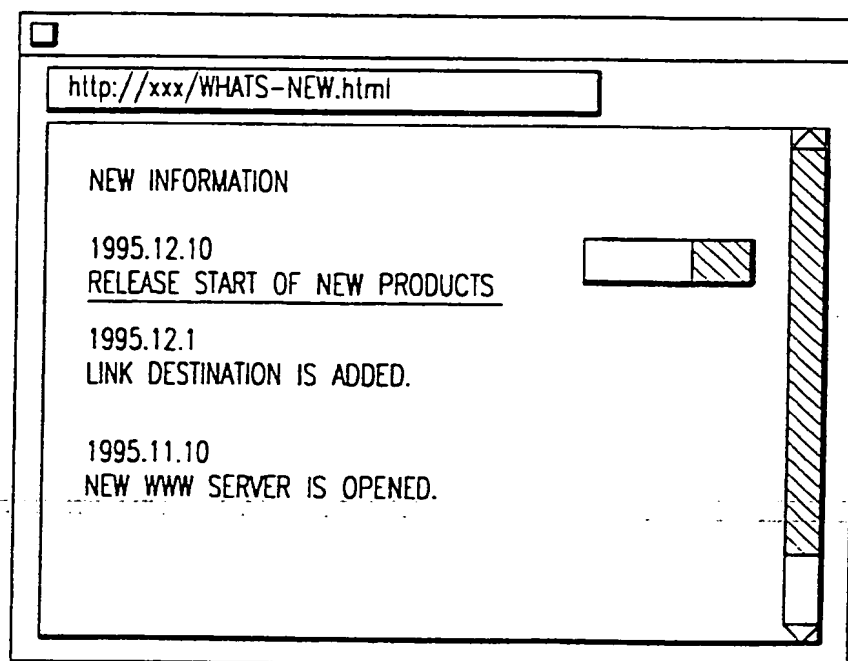 http://xxx/WHATS-NEW.html
NEW INFORMATION
1995.12.10
RELEASE START OF NEW PRODUCTS
1995.12.1
LINK DESTINATION IS ADDED.
1995.11.10
NEW WWW SERVER IS OPENED.